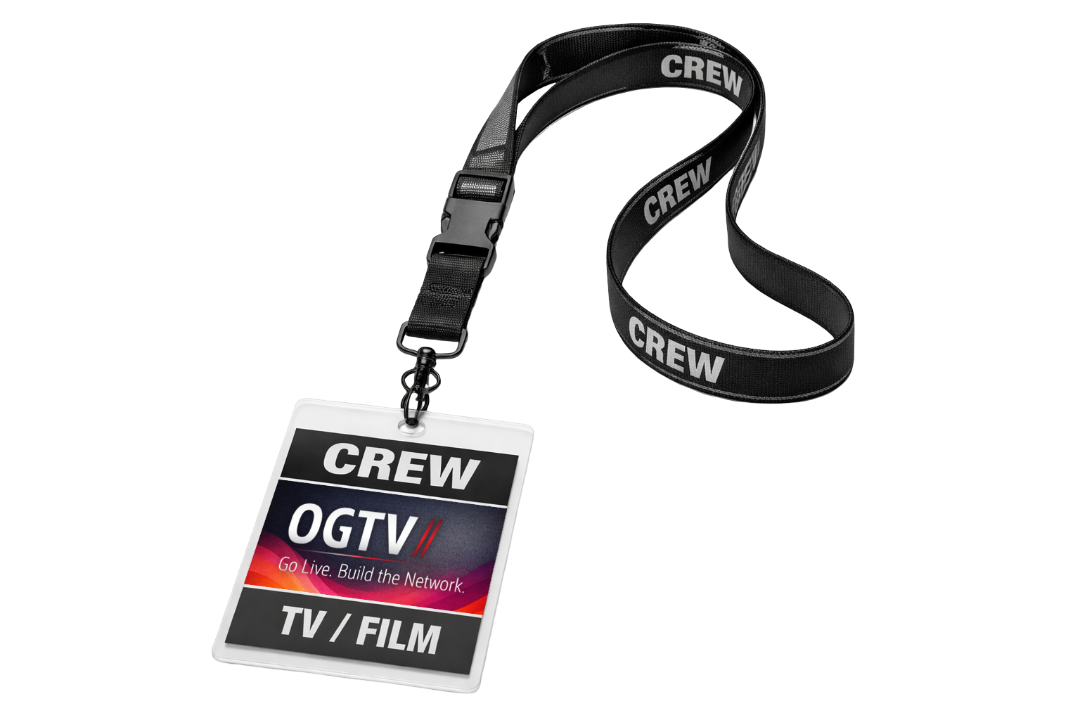 CREW
CREW
CREW
CREW
OGTV//
Go Live. Build the Network.
TV / FILM